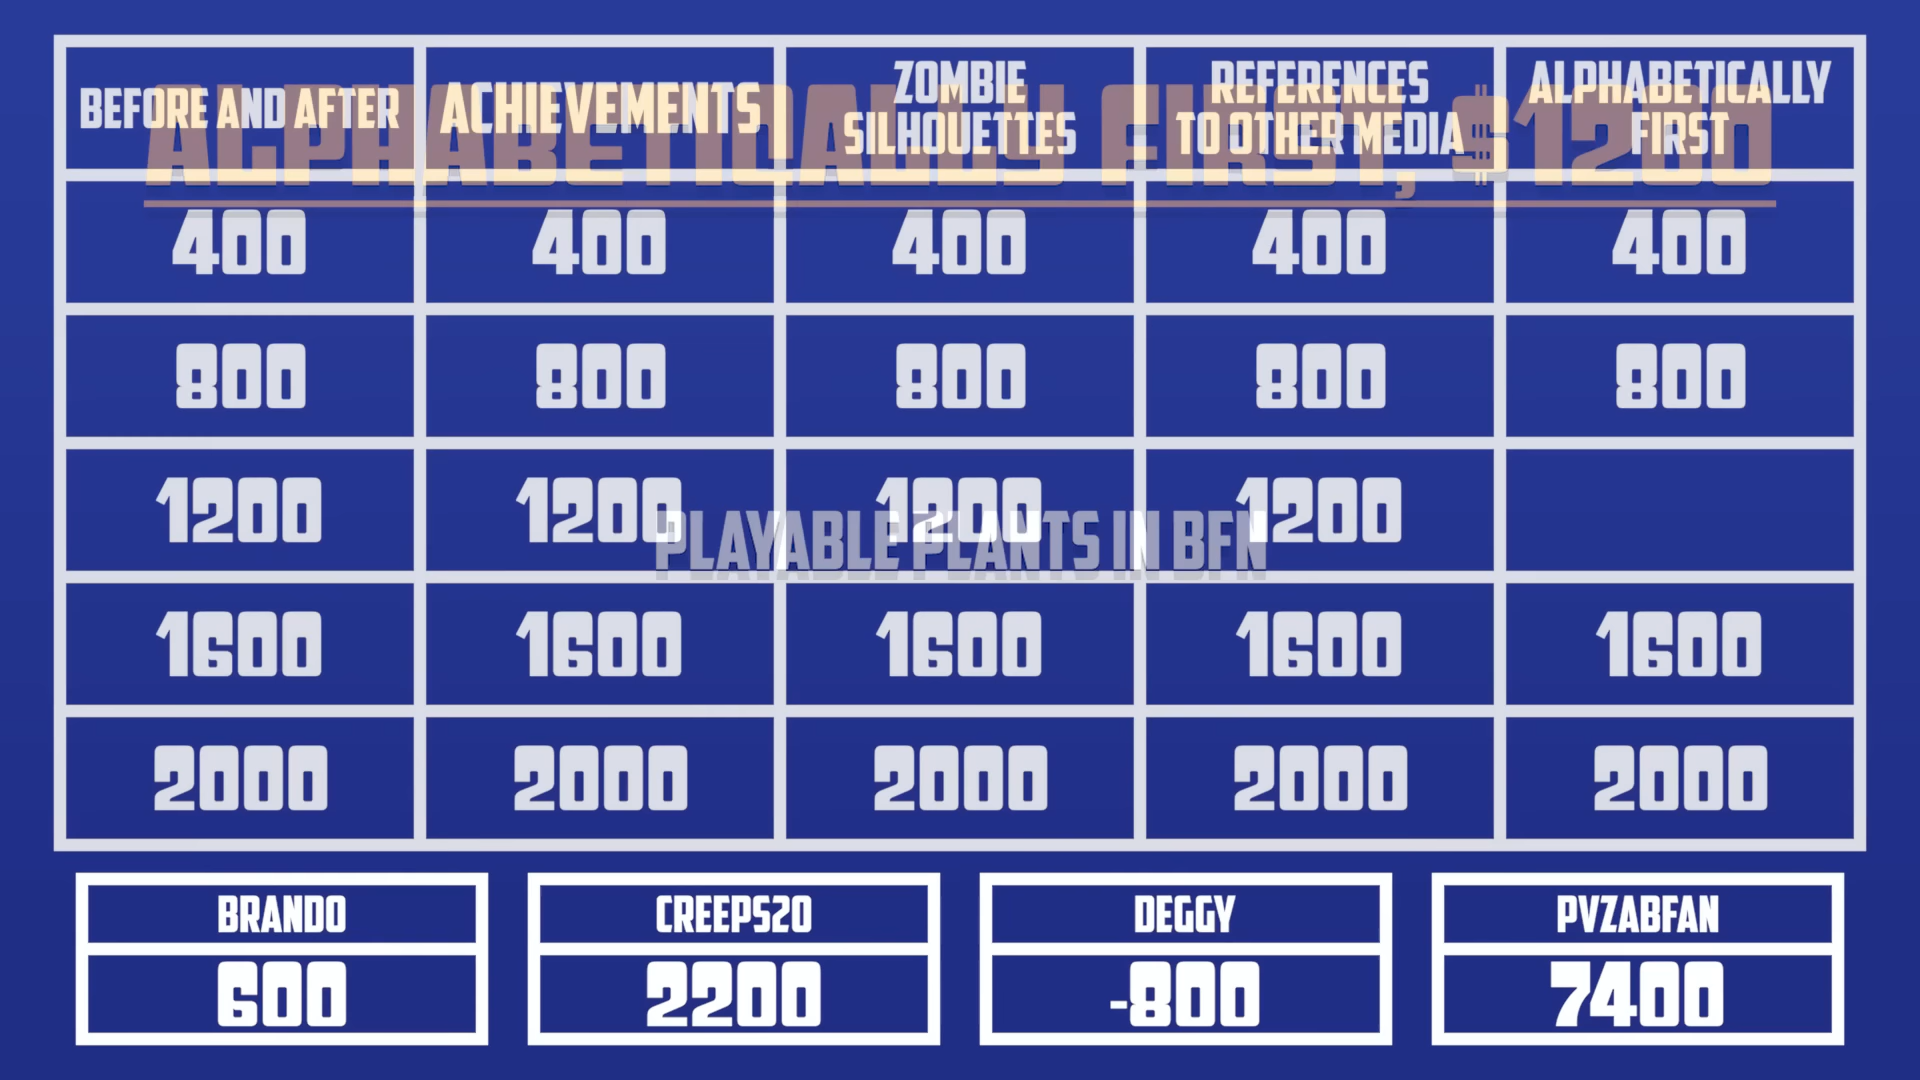 ALPHABETICALLY FIRST, $1200
BEFORE AND AFTER
ACHIEVEMENTS
ZOMBIE
SILHOUETTES
REFERENCES
TO OTHER MEDIA
ALPHABETICALLY
FIRST
400 400 400 400 400
800 800 800 800 800
1200 1200 1200 1200
PLAYABLE PLANTS IN BFN
1600 1600 1600 1600 1600
2000 2000 2000 2000 2000
BRANDO CREEPS20 DEGGY PVZABFAN
600 2200 -800 7400